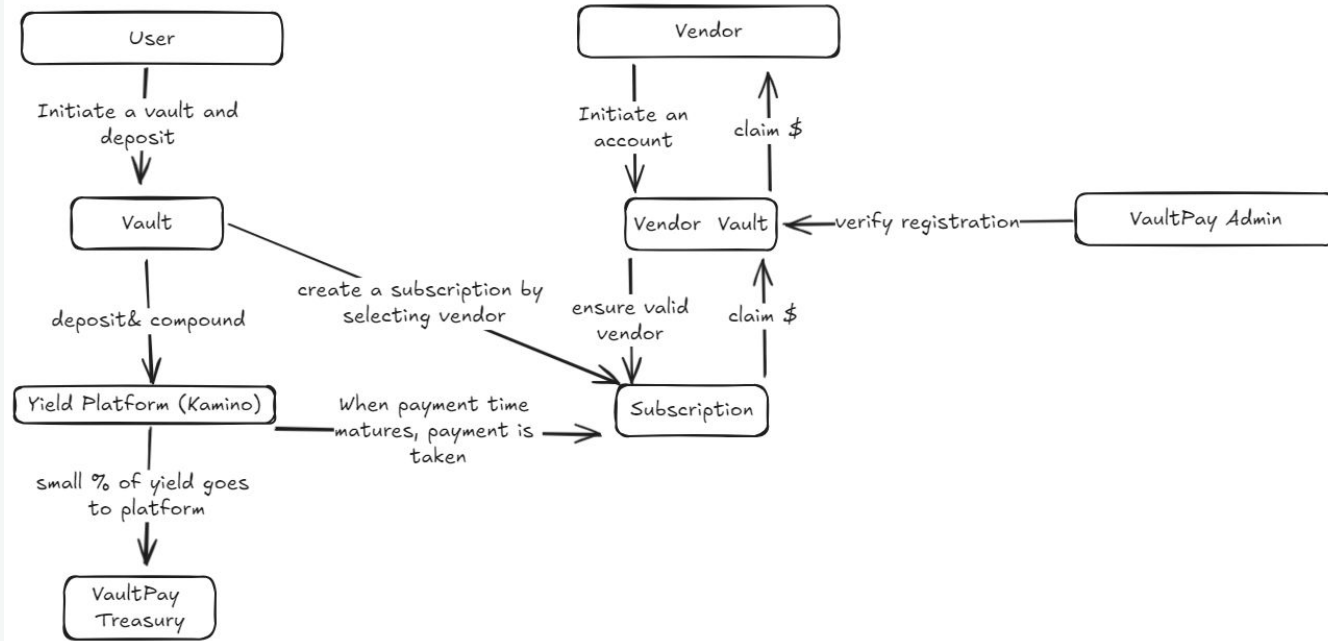 User
Vendor
Initiate a vault and
deposit
Initiate an
account
claim $
Vault
Vendor Vault
verify registration
VaultPay Admin
create a subscription by
selecting vendor
ensure valid
vendor
claim $
deposit& compound
Yield Platform (Kamino)
When payment time
matures, payment is
taken
Subscription
small % of yield goes
to platform
VaultPay
Treasury